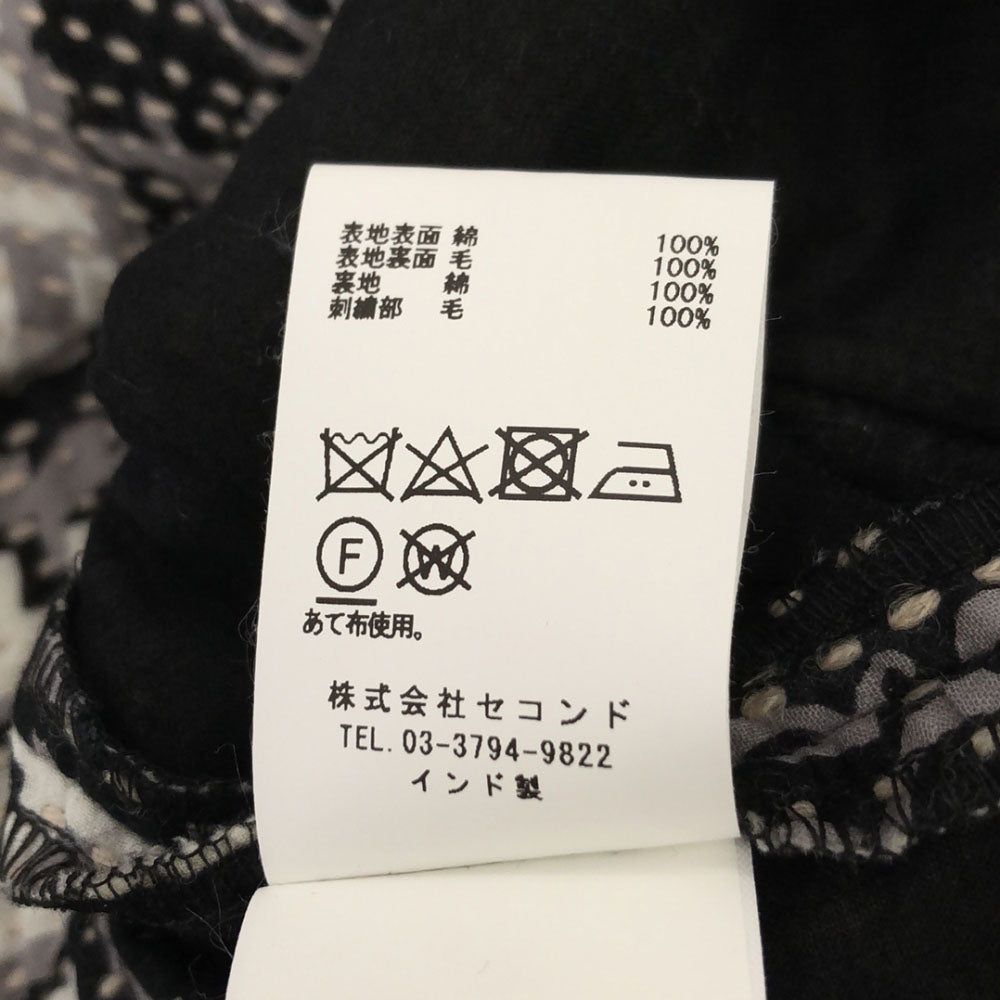 表地表面 綿 100%
表地裏面 毛 100%
裏地 綿 100%
刺繍部 毛 100%
F W
あて布使用。
株式会社セコンド
TEL. 03-3794-9822
インド製